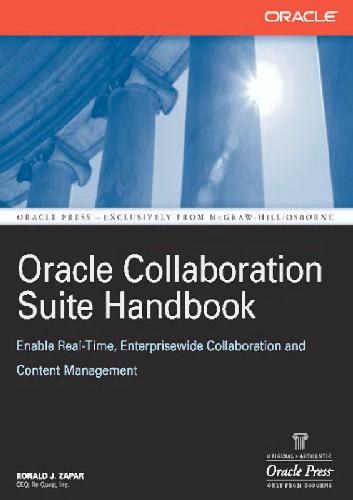 ORACLE
ORACLE PRESS — EXCLUSIVELY FROM McGRAW-HILL/OSBORNE
Oracle Collaboration
Suite Handbook
Enable Real-Time, Enterprisewide Collaboration and
Content Management
ORIGINAL • AUTHENTIC
Oracle Press
ONLY FROM OSBORNE
RONALD J. ZAPAR
CEO, Re-Quest, Inc.